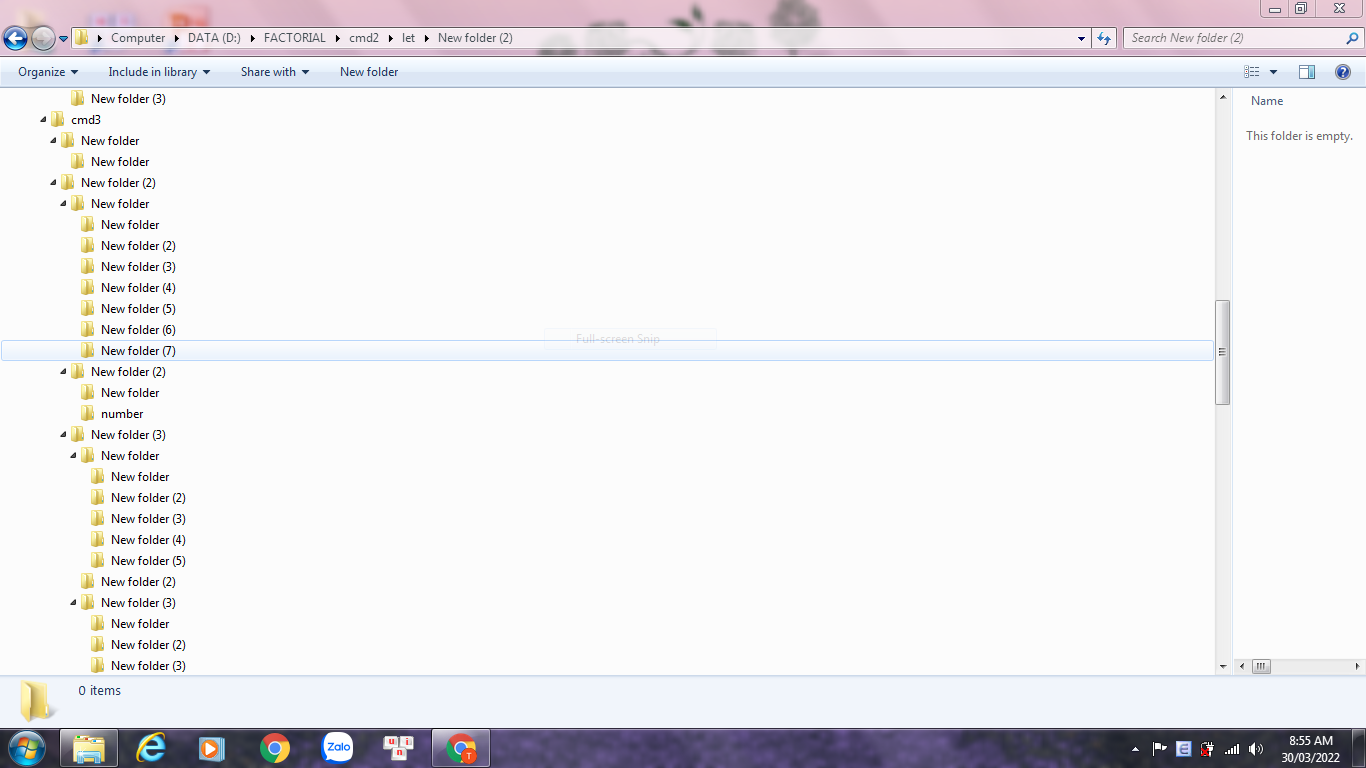 Computer DATA (D:) FACTORIAL cmd2 let New folder (2)
Search New folder (2)
Organize Include in library Share with New folder
New folder (3)
cmd3
New folder
New folder
New folder (2)
New folder
New folder
New folder (2)
New folder (3)
New folder (4)
New folder (5)
New folder (6)
New folder (7)
New folder (2)
New folder
number
New folder (3)
New folder
New folder
New folder (2)
New folder (3)
New folder (4)
New folder (5)
New folder (2)
New folder (3)
New folder
New folder (2)
New folder (3)
Full-screen Snip
Name
This folder is empty.
0 items
Zalo
u n i
T
E
8:55 AM
30/03/2022